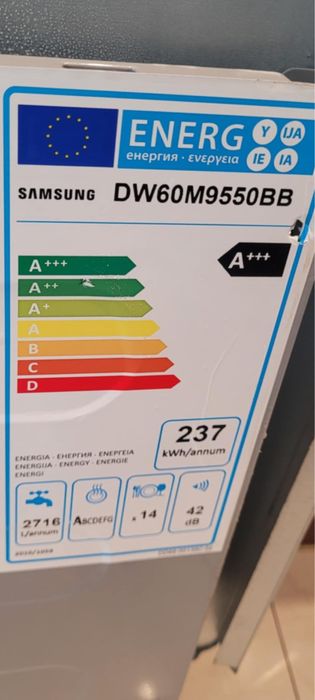 ENERG Y IJA
енергия · ενεργεια IE IA
SAMSUNG DW60M9550BB
A+++
A+++
A++
A+
A
B
C
D
237
kWh/annum
ENERGIA · ЕНЕРГИЯ · ΕΝΕΡΓΕΙΑ
ENERGIJA · ENERGY · ENERGIE
ENERGI
2716
l/annum
ABCDEFG
x 14
42
dB
2010/1059